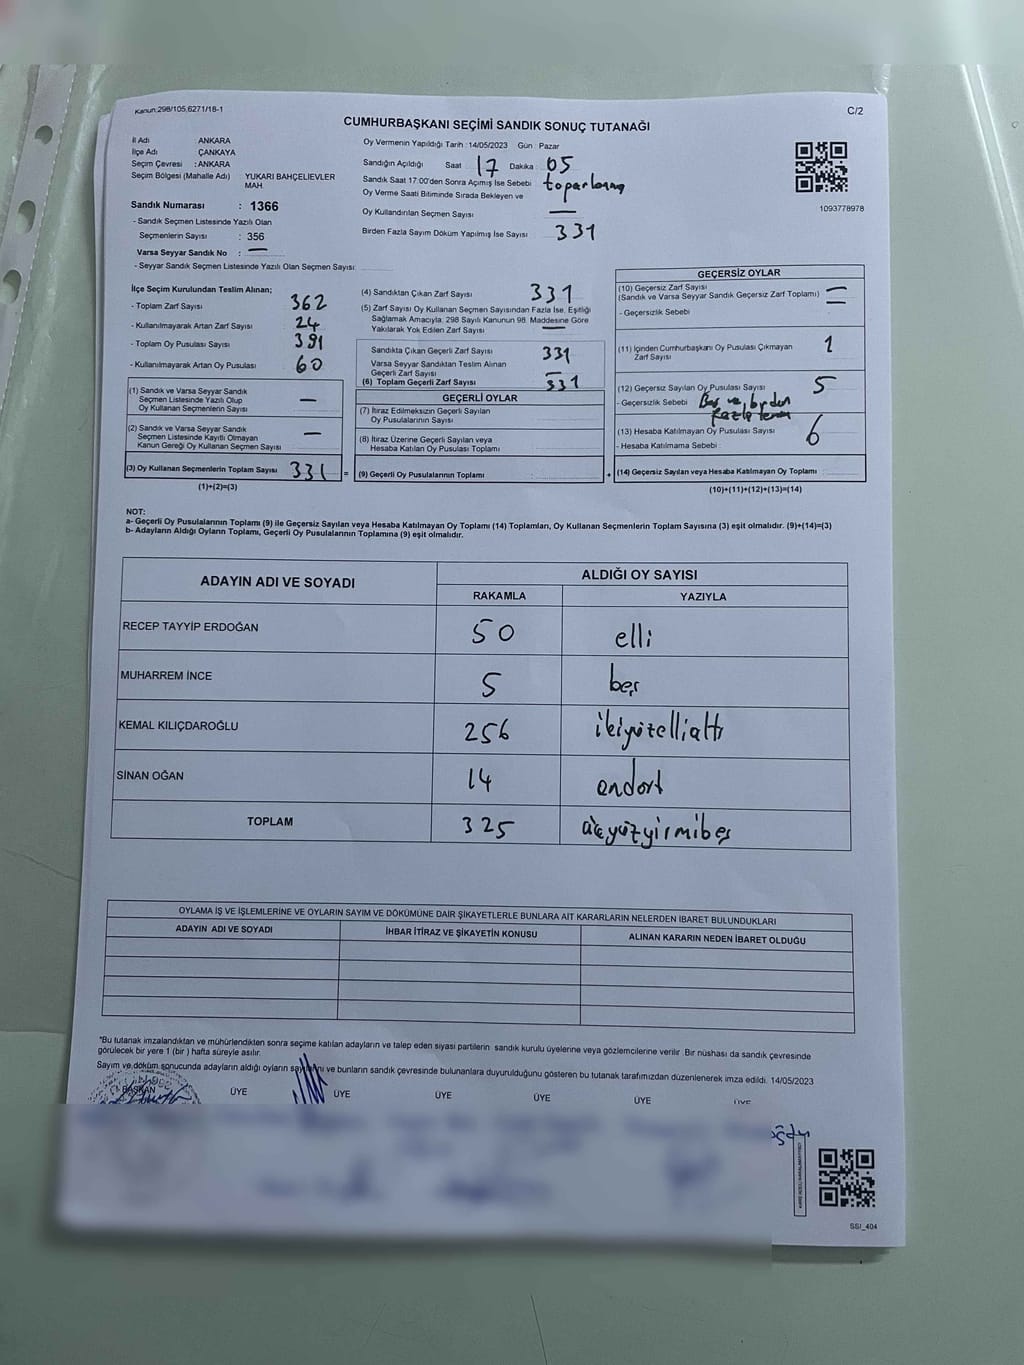 Kanun:298/105,6271/18-1
C/2
CUMHURBAŞKANI SEÇİMİ SANDIK SONUÇ TUTANAĞI
İl Adı : ANKARA
İlçe Adı : ÇANKAYA
Seçim Çevresi : ANKARA
Seçim Bölgesi (Mahalle Adı) YUKARI BAHÇELİEVLER MAH.
Sandık Numarası : 1366
- Sandık Seçmen Listesinde Yazılı Olan
Seçmenlerin Sayısı : 356
Varsa Seyyar Sandık No : —
- Seyyar Sandık Seçmen Listesinde Yazılı Olan Seçmen Sayısı:
Oy Vermenin Yapıldığı Tarih :14/05/2023 Gün : Pazar
Sandığın Açıldığı Saat 17 Dakika : 05
Sandık Saat 17:00'den Sonra Açımış İse Sebebi toparlanma
Oy Verme Saati Bitiminde Sırada Bekleyen ve
Oy Kullandırılan Seçmen Sayısı —
Birden Fazla Sayım Döküm Yapılmış İse Sayısı 331
1093778978
İlçe Seçim Kurulundan Teslim Alınan;
- Toplam Zarf Sayısı 362
- Kullanılmayarak Artan Zarf Sayısı 24
- Toplam Oy Pusulası Sayısı 391
- Kullanılmayarak Artan Oy Pusulası 60
(1) Sandık ve Varsa Seyyar Sandık
Seçmen Listesinde Yazılı Olup
Oy Kullanan Seçmenlerin Sayısı —
(2) Sandık ve Varsa Seyyar Sandık
Seçmen Listesinde Kayıtlı Olmayan
Kanun Gereği Oy Kullanan Seçmen Sayısı —
(3) Oy Kullanan Seçmenlerin Toplam Sayısı 331 =
(1)+(2)=(3)
(4) Sandıktan Çıkan Zarf Sayısı 331
(5) Zarf Sayısı Oy Kullanan Seçmen Sayısından Fazla İse, Eşitliği
Sağlamak Amacıyla, 298 Sayılı Kanunun 98. Maddesine Göre
Yakılarak Yok Edilen Zarf Sayısı —
Sandıkta Çıkan Geçerli Zarf Sayısı 331
Varsa Seyyar Sandıktan Teslim Alınan
Geçerli Zarf Sayısı —
(6) Toplam Geçerli Zarf Sayısı 331
GEÇERLİ OYLAR
(7) İtiraz Edilmeksizin Geçerli Sayılan
Oy Pusulalarının Sayısı
(8) İtiraz Üzerine Geçerli Sayılan veya
Hesaba Katılan Oy Pusulası Toplamı
(9) Geçerli Oy Pusulalarının Toplamı +
GEÇERSİZ OYLAR
(10) Geçersiz Zarf Sayısı
(Sandık ve Varsa Seyyar Sandık Geçersiz Zarf Toplamı) —
- Geçersizlik Sebebi —
(11) İçinden Cumhurbaşkanı Oy Pusulası Çıkmayan
Zarf Sayısı 1
(12) Geçersiz Sayılan Oy Pusulası Sayısı 5
- Geçersizlik Sebebi Boş ve birden
fazla
(13) Hesaba Katılmayan Oy Pusulası Sayısı 6
- Hesaba Katılmama Sebebi :
(14) Geçersiz Sayılan veya Hesaba Katılmayan Oy Toplamı :
(10)+(11)+(12)+(13)=(14)
NOT:
a- Geçerli Oy Pusulalarının Toplamı (9) ile Geçersiz Sayılan veya Hesaba Katılmayan Oy Toplamı (14) Toplamları, Oy Kullanan Seçmenlerin Toplam Sayısına (3) eşit olmalıdır. (9)+(14)=(3)
b- Adayların Aldığı Oyların Toplamı, Geçerli Oy Pusulalarının Toplamına (9) eşit olmalıdır.
ADAYIN ADI VE SOYADI ALDIĞI OY SAYISI
RAKAMLA YAZIYLA
RECEP TAYYİP ERDOĞAN 50 elli
MUHARREM İNCE 5 beş
KEMAL KILIÇDAROĞLU 256 ikiyüzellialtı
SİNAN OĞAN 14 ondört
TOPLAM 325 üçyüzyirmibeş
OYLAMA İŞ VE İŞLEMLERİNE VE OYLARIN SAYIM VE DÖKÜMÜNE DAİR ŞİKAYETLERLE BUNLARA AİT KARARLARIN NELERDEN İBARET BULUNDUKLARI
ADAYIN ADI VE SOYADI İHBAR İTİRAZ VE ŞİKAYETİN KONUSU ALINAN KARARIN NEDEN İBARET OLDUĞU
*Bu tutanak imzalandıktan ve mühürlendikten sonra seçime katılan adayların ve talep eden siyasi partilerin sandık kurulu üyelerine veya gözlemcilerine verilir. Bir nüshası da sandık çevresinde
görülecek bir yere 1 (bir) hafta süreyle asılır.
Sayım ve döküm sonucunda adayların aldığı oyların sayılarını ve bunların sandık çevresinde bulunanlara duyurulduğunu gösteren bu tutanak tarafımızdan düzenlenerek imza edildi. 14/05/2023
BAŞKAN ÜYE ÜYE ÜYE ÜYE ÜYE ÜYE
SSI_404